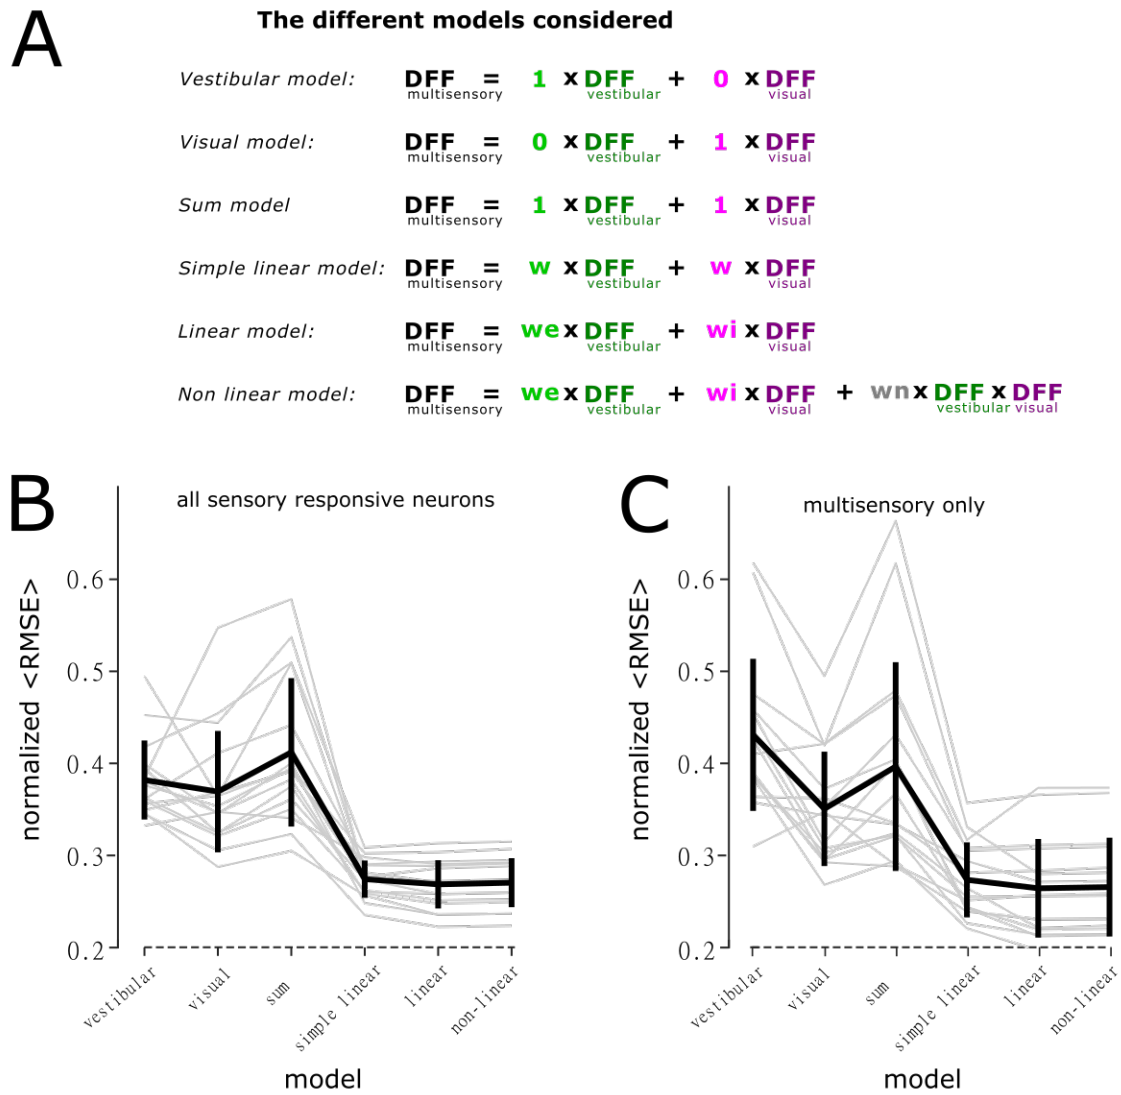 A
The different models considered
Vestibular model: DFF multisensory = 1 x DFF vestibular + 0 x DFF visual
Visual model: DFF multisensory = 0 x DFF vestibular + 1 x DFF visual
Sum model DFF multisensory = 1 x DFF vestibular + 1 x DFF visual
Simple linear model: DFF multisensory = w x DFF vestibular + w x DFF visual
Linear model: DFF multisensory = we x DFF vestibular + wi x DFF visual
Non linear model: DFF multisensory = we x DFF vestibular + wi x DFF visual + wn x DFF vestibular x DFF visual
B
all sensory responsive neurons
normalized <RMSE>
0.6
0.5
0.4
0.3
0.2
vestibular
visual
sum
simple linear
linear
non-linear
model
C
multisensory only
normalized <RMSE>
0.6
0.5
0.4
0.3
0.2
vestibular
visual
sum
simple linear
linear
non-linear
model